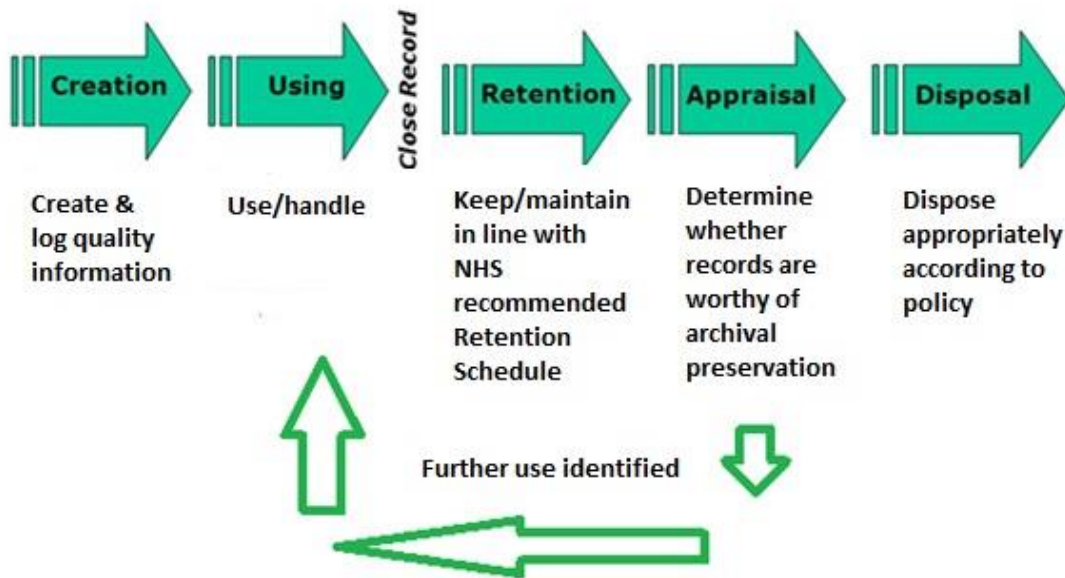 Creation
Using
Close Record
Retention
Appraisal
Disposal
Create &
log quality
information
Use/handle
Keep/maintain
in line with
NHS
recommended
Retention
Schedule
Determine
whether
records are
worthy of
archival
preservation
Dispose
appropriately
according to
policy
Further use identified